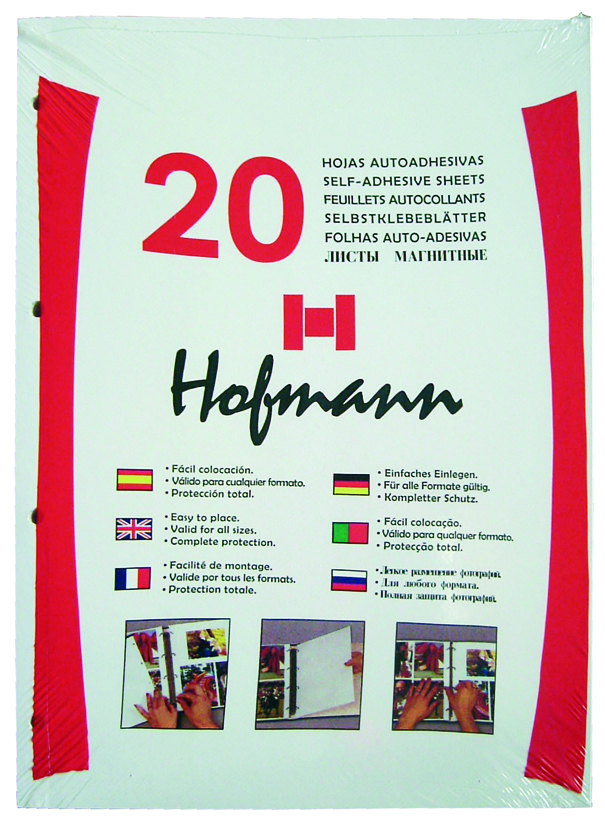 20
HOJAS AUTOADHESIVAS
SELF-ADHESIVE SHEETS
FEUILLETS AUTOCOLLANTS
SELBSTKLEBEBLÄTTER
FOLHAS AUTO-ADESIVAS
ЛИСТЫ МАГНИТНЫЕ
Hofmann
• Fácil colocación.
• Válido para cualquier formato.
• Protección total.
• Easy to place.
• Valid for all sizes.
• Complete protection.
• Facilité de montage.
• Valide por tous les formats.
• Protection totale.
• Einfaches Einlegen.
• Für alle Formate gültig.
• Kompletter Schutz.
• Fácil colocação.
• Válido para qualquer formato.
• Protecção total.
• Легкое размещение фотографий.
• Для любого формата.
• Полная защита фотографий.